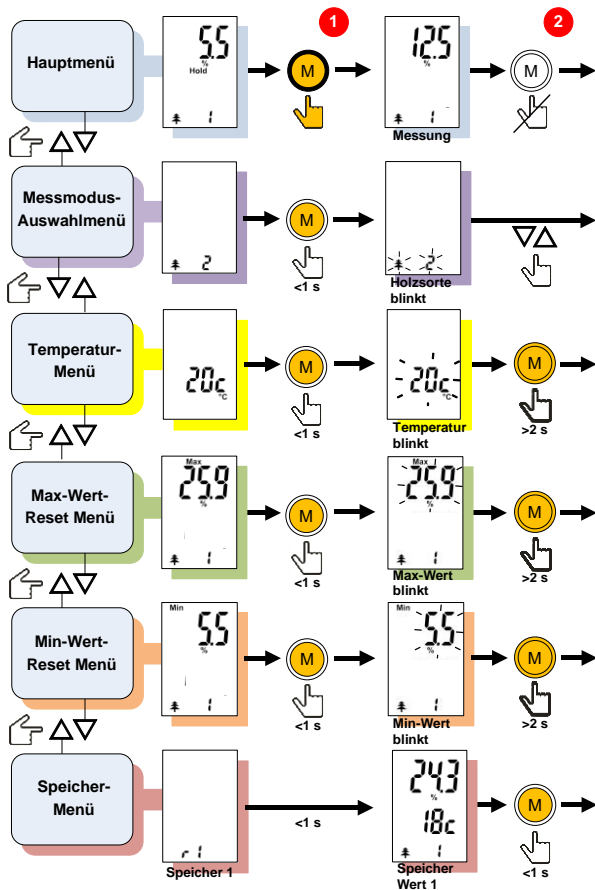 1
2
Hauptmenü
5.5
%
Hold
1
M
12.5
%
1
Messung
M
Messmodus-
Auswahlmenü
2
M
<1 s
2
Holzsorte
blinkt
Temperatur-
Menü
20c
°C
M
<1 s
20c
°C
Temperatur
blinkt
M
>2 s
Max-Wert-
Reset Menü
Max
25.9
%
1
M
<1 s
Max
25.9
%
1
Max-Wert
blinkt
M
>2 s
Min-Wert-
Reset Menü
Min
5.5
%
1
M
<1 s
Min
5.5
%
1
Min-Wert
blinkt
M
>2 s
Speicher-
Menü
r1
Speicher 1
<1 s
24.3
%
18c
1
Speicher
Wert 1
M
<1 s